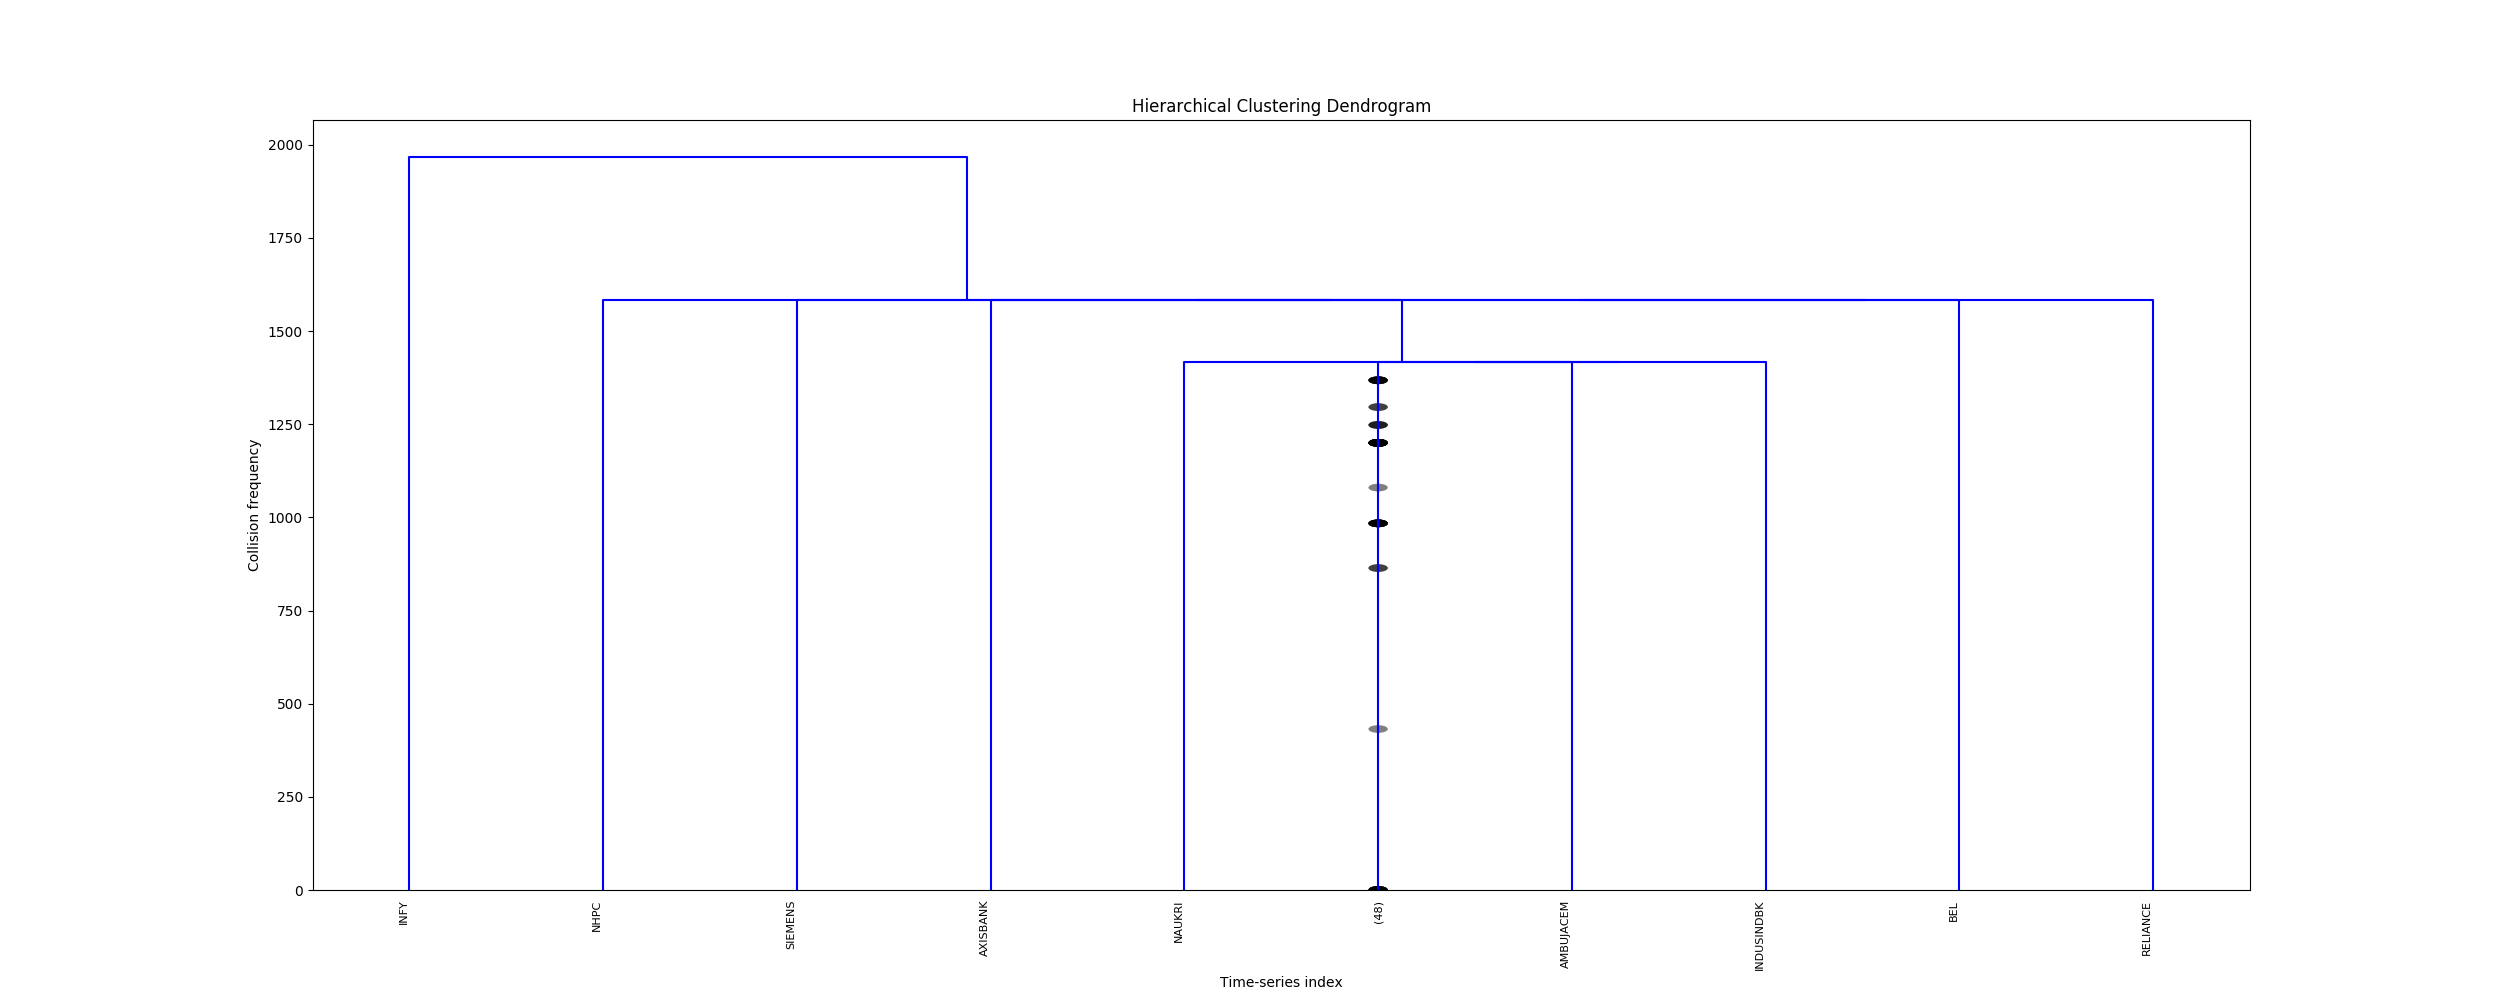 Hierarchical Clustering Dendrogram
2000
1750
1500
1250
1000
750
500
250
0
Collision frequency
INFY
NHPC
SIEMENS
AXISBANK
NAUKRI
(48)
AMBUJACEM
INDUSINDBK
BEL
RELIANCE
Time-series index